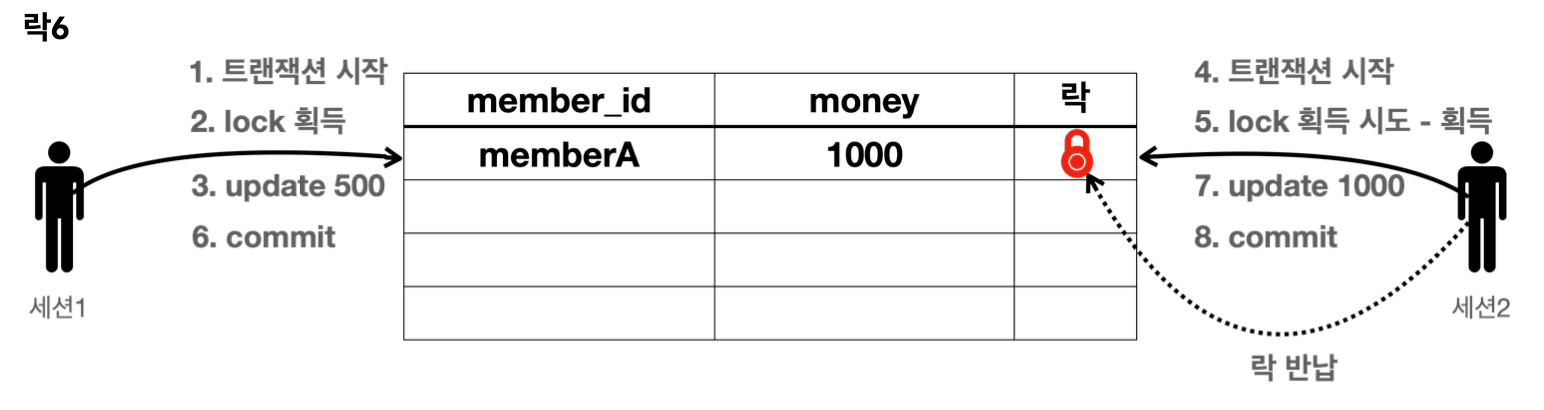 락6
1. 트랜잭션 시작
2. lock 획득
3. update 500
6. commit
세션1
member_id money 락
memberA 1000
4. 트랜잭션 시작
5. lock 획득 시도 - 획득
7. update 1000
8. commit
세션2
락 반납